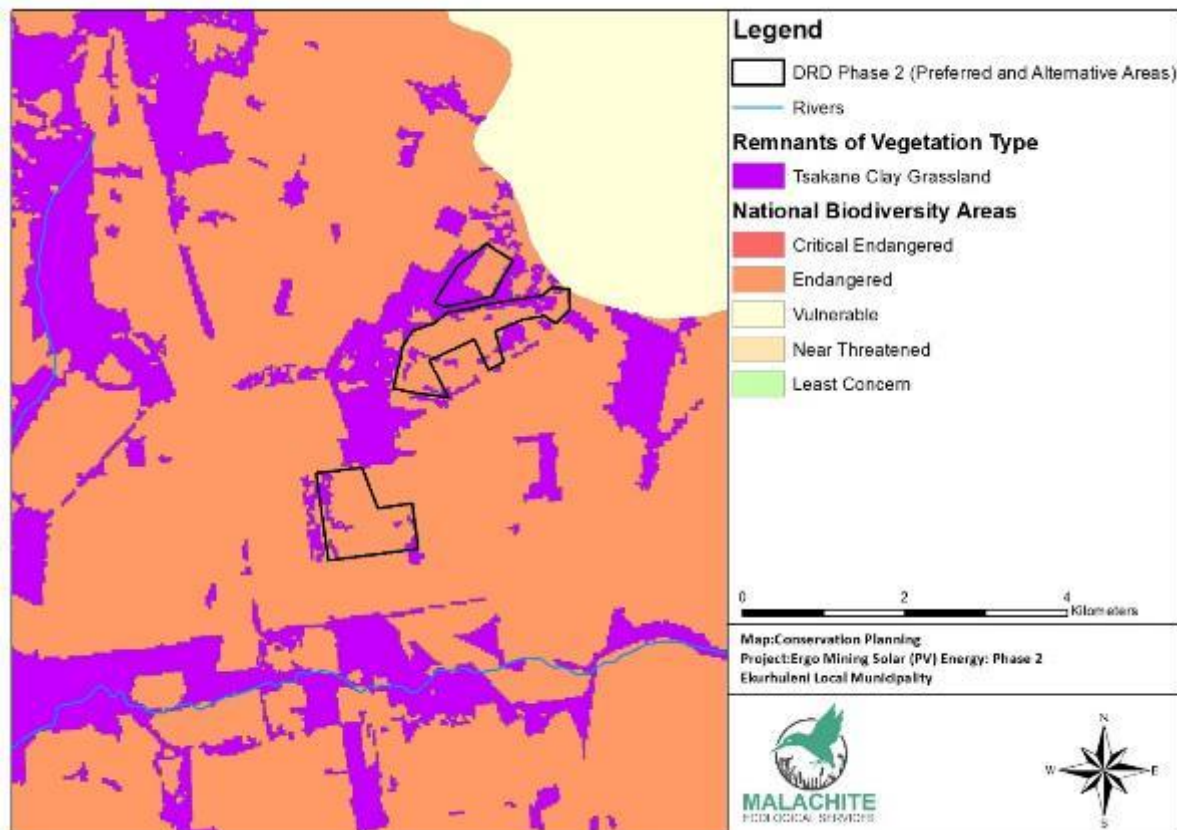 Legend
DRD Phase 2 (Preferred and Alternative Areas)
Rivers
Remnants of Vegetation Type
Tsakane Clay Grassland
National Biodiversity Areas
Critical Endangered
Endangered
Vulnerable
Near Threatened
Least Concern
0 2 4
Kilometers
Map:Conservation Planning
Project:Ergo Mining Solar (PV) Energy: Phase 2
Ekurhuleni Local Municipality
MALACHITE
ECOLOGICAL SERVICES
N
W E
S